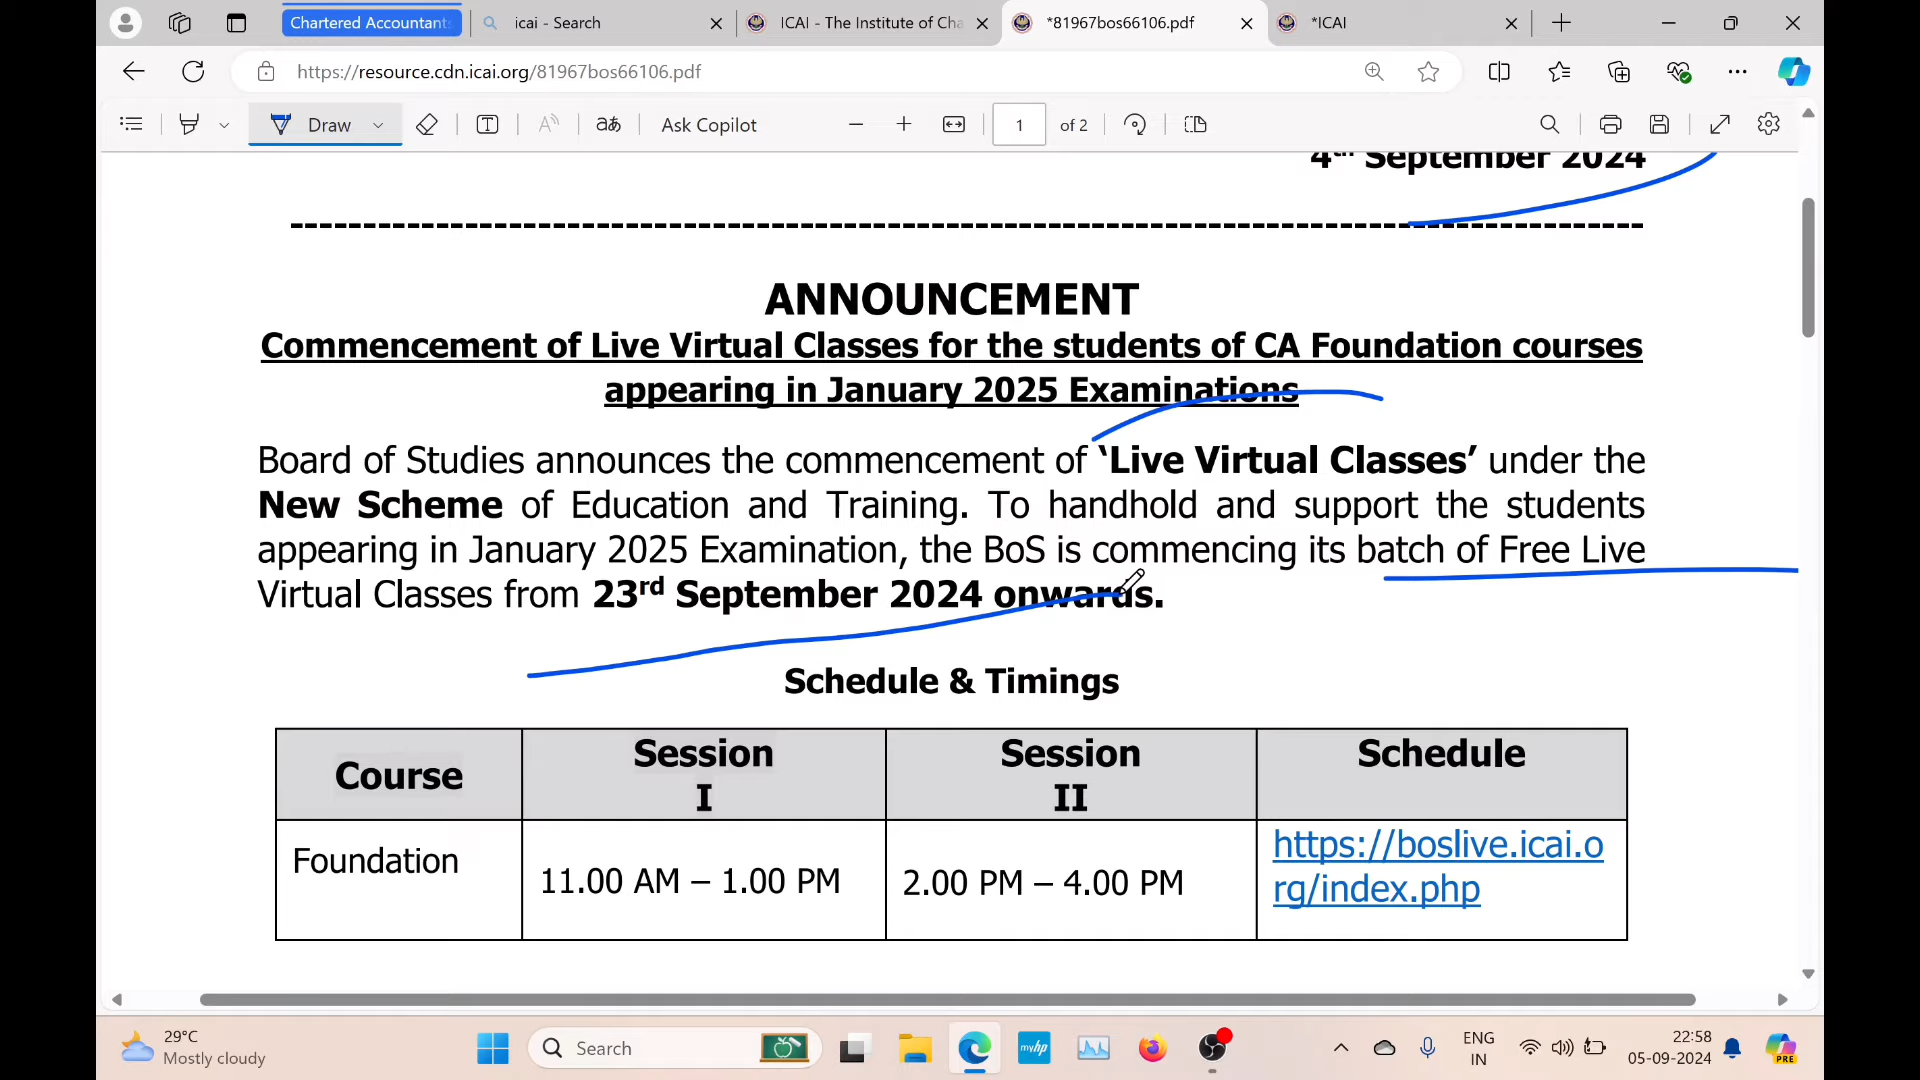 Chartered Accountants
icai - Search
ICAI - The Institute of Cha
*81967bos66106.pdf
*ICAI
https://resource.cdn.icai.org/81967bos66106.pdf
Draw
aあ
Ask Copilot
1 of 2
4th September 2024
ANNOUNCEMENT
Commencement of Live Virtual Classes for the students of CA Foundation courses
appearing in January 2025 Examinations
Board of Studies announces the commencement of ‘Live Virtual Classes’ under the
New Scheme of Education and Training. To handhold and support the students
appearing in January 2025 Examination, the BoS is commencing its batch of Free Live
Virtual Classes from 23rd September 2024 onwards.
Schedule & Timings
Course
Session
I
Session
II
Schedule
Foundation
11.00 AM – 1.00 PM
2.00 PM – 4.00 PM
https://boslive.icai.o
rg/index.php
29°C
Mostly cloudy
Search
myhp
ENG
IN
22:58
05-09-2024
PRE